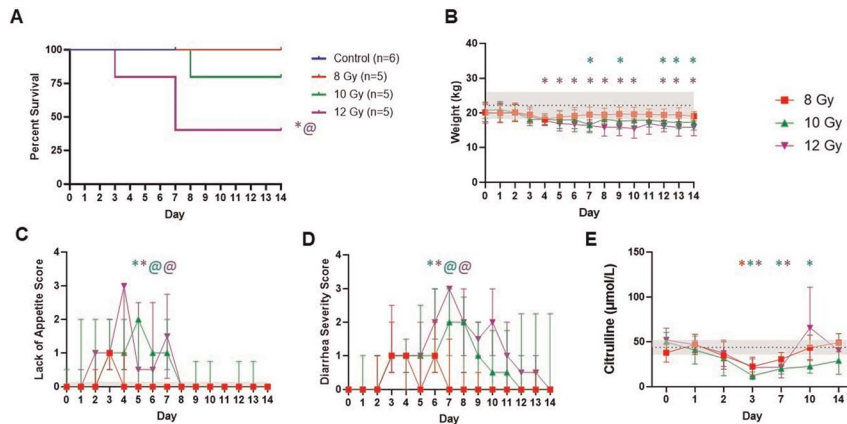 A
Percent Survival
100
75
50
25
0
0 1 2 3 4 5 6 7 8 9 10 11 12 13 14
Day
Control (n=6)
8 Gy (n=5)
10 Gy (n=5)
12 Gy (n=5)
*@
B
Weight (kg)
40
30
20
10
0
* * * * *
* * * * * * * * * *
0 1 2 3 4 5 6 7 8 9 10 11 12 13 14
Day
8 Gy
10 Gy
12 Gy
C
Lack of Appetite Score
4
3
2
1
0
**@@
0 1 2 3 4 5 6 7 8 9 10 11 12 13 14
Day
D
Diarrhea Severity Score
4
3
2
1
0
**@@
0 1 2 3 4 5 6 7 8 9 10 11 12 13 14
Day
E
Citrulline (μmol/L)
150
100
50
0
*** ** *
0 1 2 3 7 10 14
Day